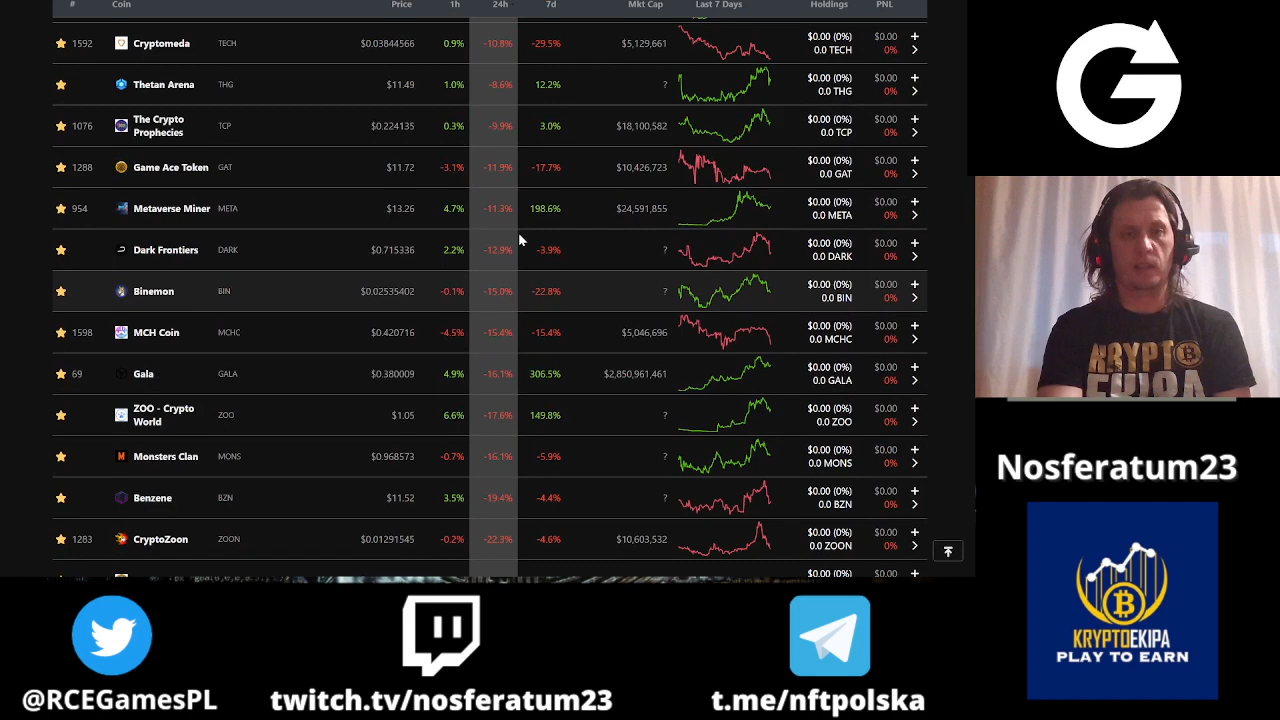 # Coin Price 1h 24h 7d Mkt Cap Last 7 Days Holdings PNL
1592 Cryptomeda TECH $0.03844566 0.9% -10.8% -29.5% $5,129,661 $0.00 (0%) $0.00 +
0.0 TECH 0% >
Thetan Arena THG $11.49 1.0% -8.6% 12.2% ? $0.00 (0%) $0.00 +
0.0 THG 0% >
1076 The Crypto Prophecies TCP $0.224135 0.3% -9.9% 3.0% $18,100,582 $0.00 (0%) $0.00 +
0.0 TCP 0% >
1288 Game Ace Token GAT $11.72 -3.1% -11.9% -17.7% $10,426,723 $0.00 (0%) $0.00 +
0.0 GAT 0% >
954 Metaverse Miner META $13.26 4.7% -11.3% 198.6% $24,591,855 $0.00 (0%) $0.00 +
0.0 META 0% >
Dark Frontiers DARK $0.715336 2.2% -12.9% -3.9% ? $0.00 (0%) $0.00 +
0.0 DARK 0% >
Binemon BIN $0.02535402 -0.1% -15.0% -22.8% ? $0.00 (0%) $0.00 +
0.0 BIN 0% >
1598 MCH Coin MCHC $0.420716 -4.5% -15.4% -15.4% $5,046,696 $0.00 (0%) $0.00 +
0.0 MCHC 0% >
69 Gala GALA $0.380009 4.9% -16.1% 306.5% $2,850,961,461 $0.00 (0%) $0.00 +
0.0 GALA 0% >
ZOO - Crypto World ZOO $1.05 6.6% -17.6% 149.8% ? $0.00 (0%) $0.00 +
0.0 ZOO 0% >
Monsters Clan MONS $0.968573 -0.7% -16.1% -5.9% ? $0.00 (0%) $0.00 +
0.0 MONS 0% >
Benzene BZN $11.52 3.5% -19.4% -4.4% ? $0.00 (0%) $0.00 +
0.0 BZN 0% >
1283 CryptoZoon ZOON $0.01291545 -0.2% -22.3% -4.6% $10,603,532 $0.00 (0%) $0.00 +
0.0 ZOON 0% >
$0.00 (0%) $0.00 +
KRYPT
EKIPA
Nosferatum23
KRYPTOEKIPA
PLAY TO EARN
@RCEGamesPL
twitch.tv/nosferatum23
t.me/nftpolska